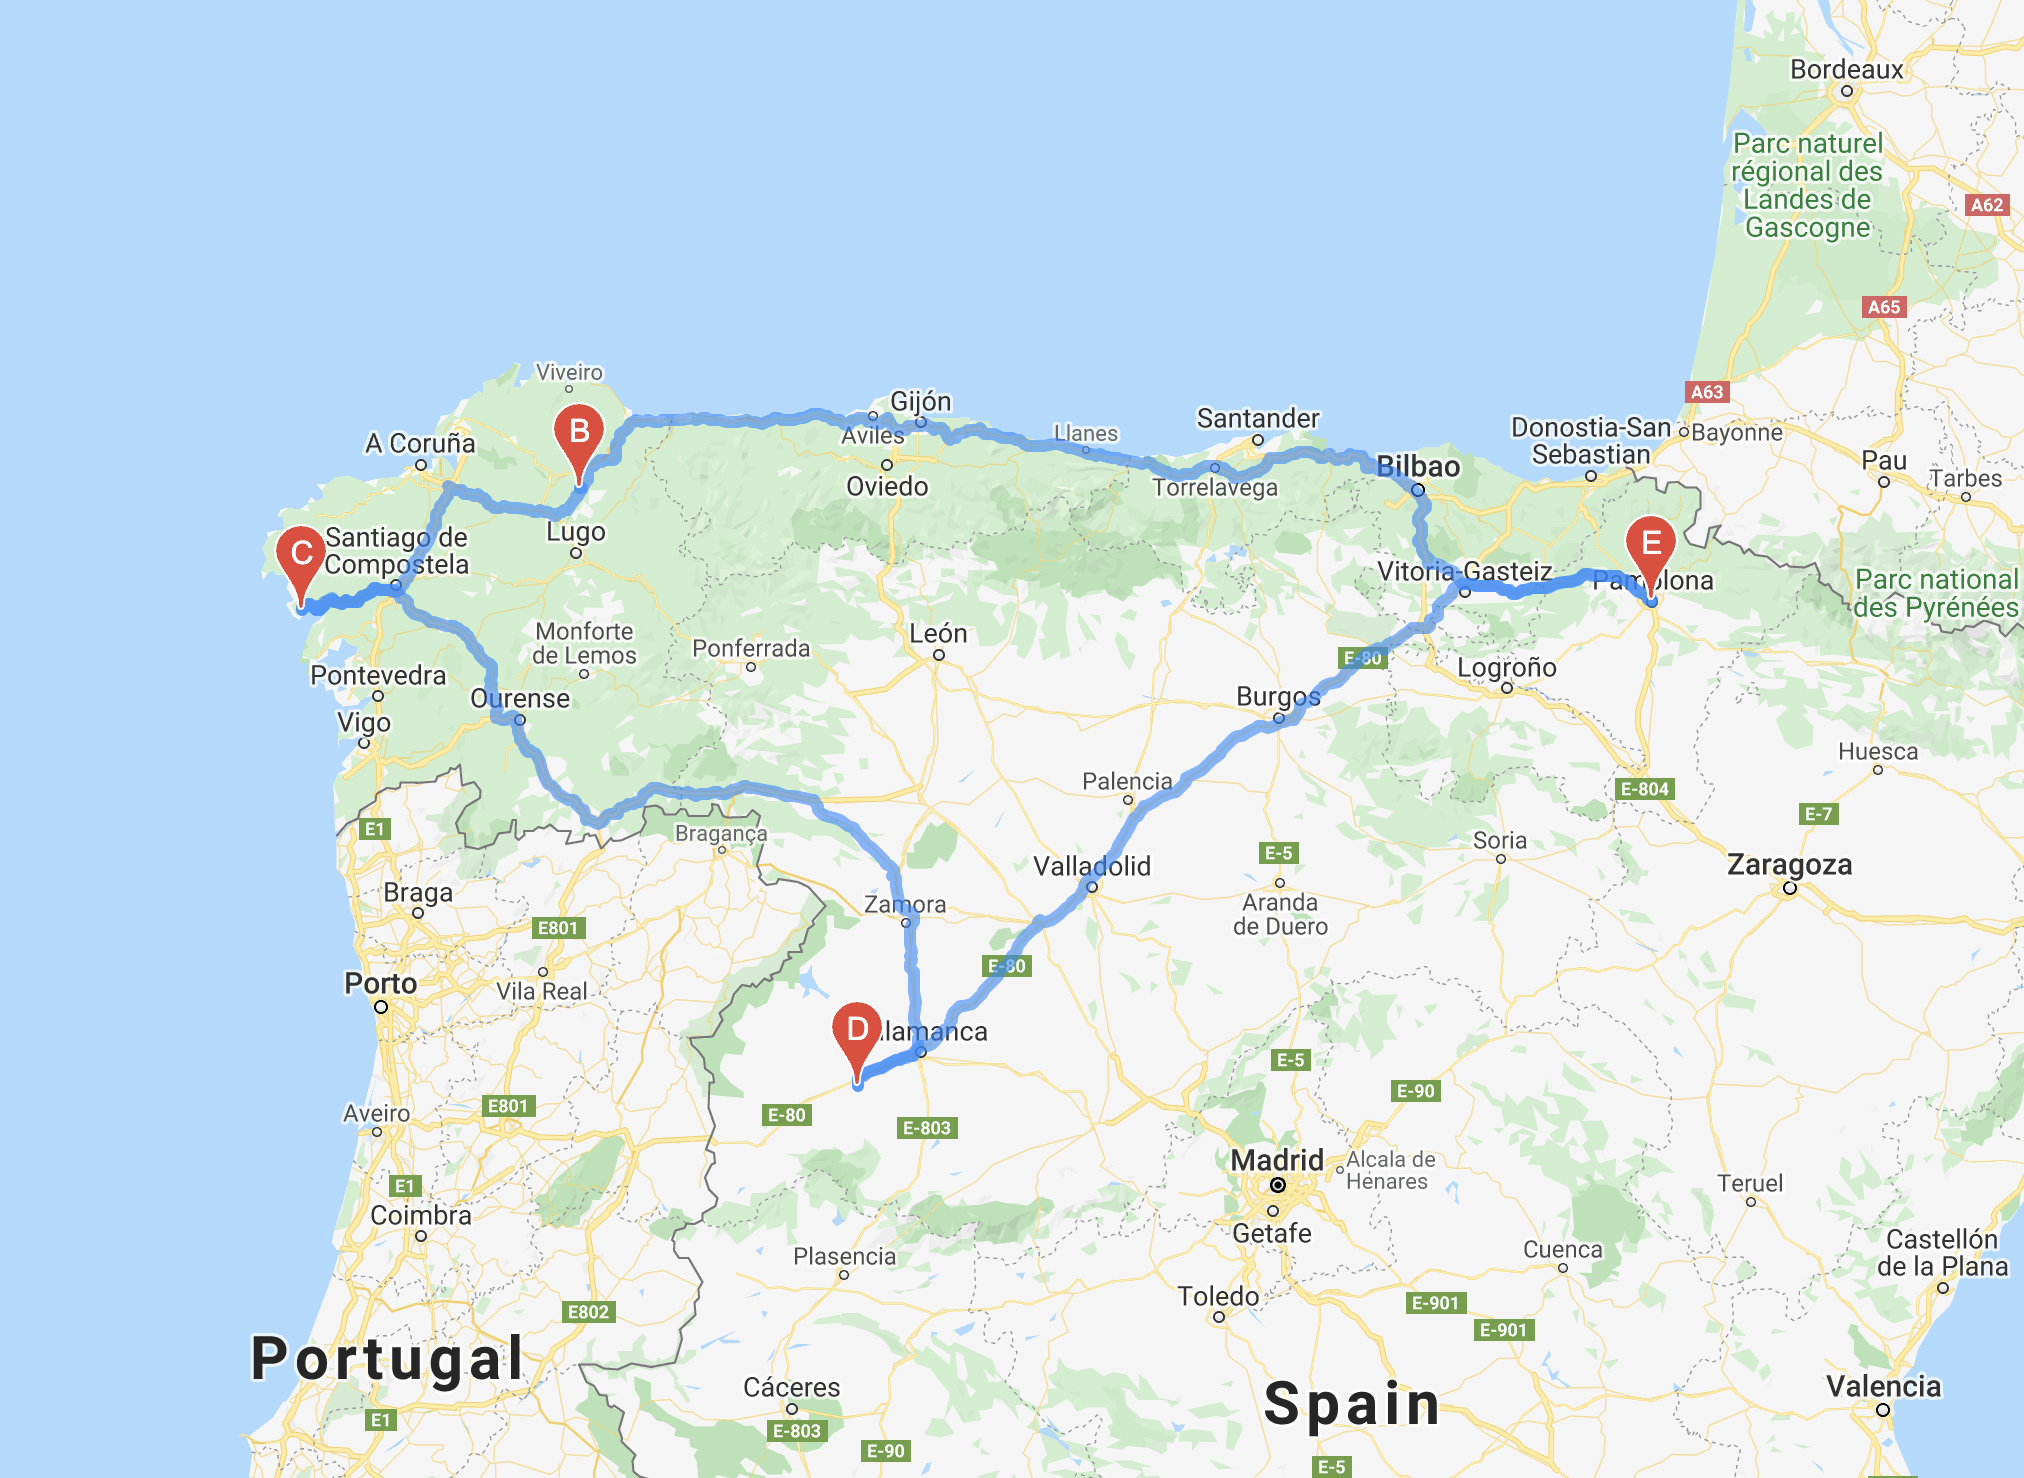 Bordeaux
Parc naturel
régional des
Landes de
Gascogne
A62
A65
Viveiro
A63
Gijón
Santander
Donostia-San
Sebastian
Bayonne
A Coruña
B
Aviles
Llanes
Bilbao
Pau
Tarbes
Oviedo
Torrelavega
Santiago de
Compostela
C
Lugo
E
Vitoria-Gasteiz
Pamplona
Parc national
des Pyrénées
Monforte
de Lemos
Ponferrada
León
E-80
Logroño
Pontevedra
Ourense
Burgos
Vigo
Huesca
Palencia
E-804
E-7
E1
Bragança
Soria
Valladolid
E-5
Zaragoza
Braga
Zamora
Aranda
de Duero
E801
E-80
Porto
Vila Real
D
lamanca
E-5
E-90
Aveiro
E801
E-80
E-803
Madrid
Alcala de
Henares
E1
Coimbra
Teruel
Getafe
Plasencia
Cuenca
Castellón
de la Plana
Toledo
E802
E-901
E-901
Portugal
Cáceres
Spain
Valencia
E1
E-803
E-90
E-5